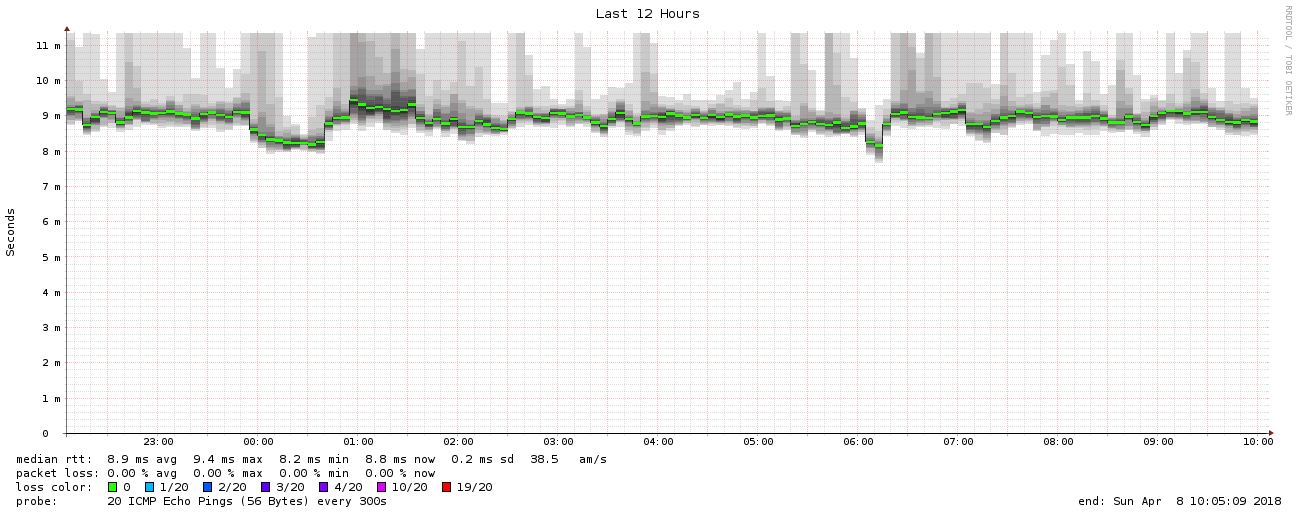 Last 12 Hours
RRDTOOL / TOBI OETIKER
Seconds
11 m
10 m
9 m
8 m
7 m
6 m
5 m
4 m
3 m
2 m
1 m
0
23:00 00:00 01:00 02:00 03:00 04:00 05:00 06:00 07:00 08:00 09:00 10:00
median rtt: 8.9 ms avg 9.4 ms max 8.2 ms min 8.8 ms now 0.2 ms sd 38.5 am/s
packet loss: 0.00 % avg 0.00 % max 0.00 % min 0.00 % now
loss color: 0 1/20 2/20 3/20 4/20 10/20 19/20
probe: 20 ICMP Echo Pings (56 Bytes) every 300s end: Sun Apr 8 10:05:09 2018